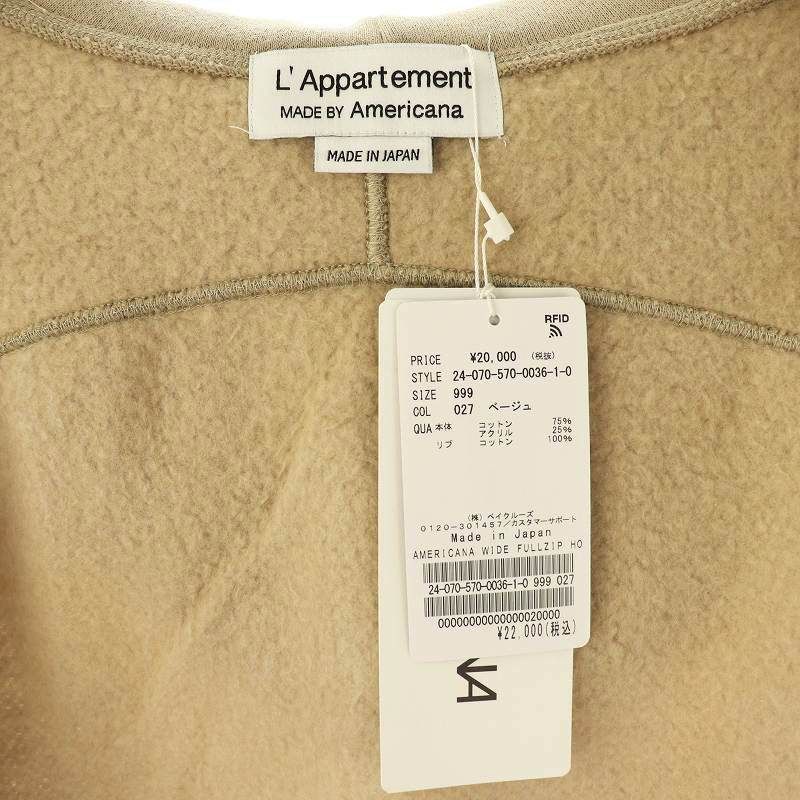 L'Appartement
MADE BY Americana
MADE IN JAPAN
RFID
PRICE ¥20,000 (税抜)
STYLE 24-070-570-0036-1-0
SIZE 999
COL 027 ベージュ
QUA 本体 コットン 75%
アクリル 25%
リブ コットン 100%
(株)ベイクルーズ
0120-301457/カスタマーサポート
Made in Japan
AMERICANA WIDE FULLZIP HO
24-070-570-0036-1-0 999 027
00000000000000020000
¥22,000(税込)